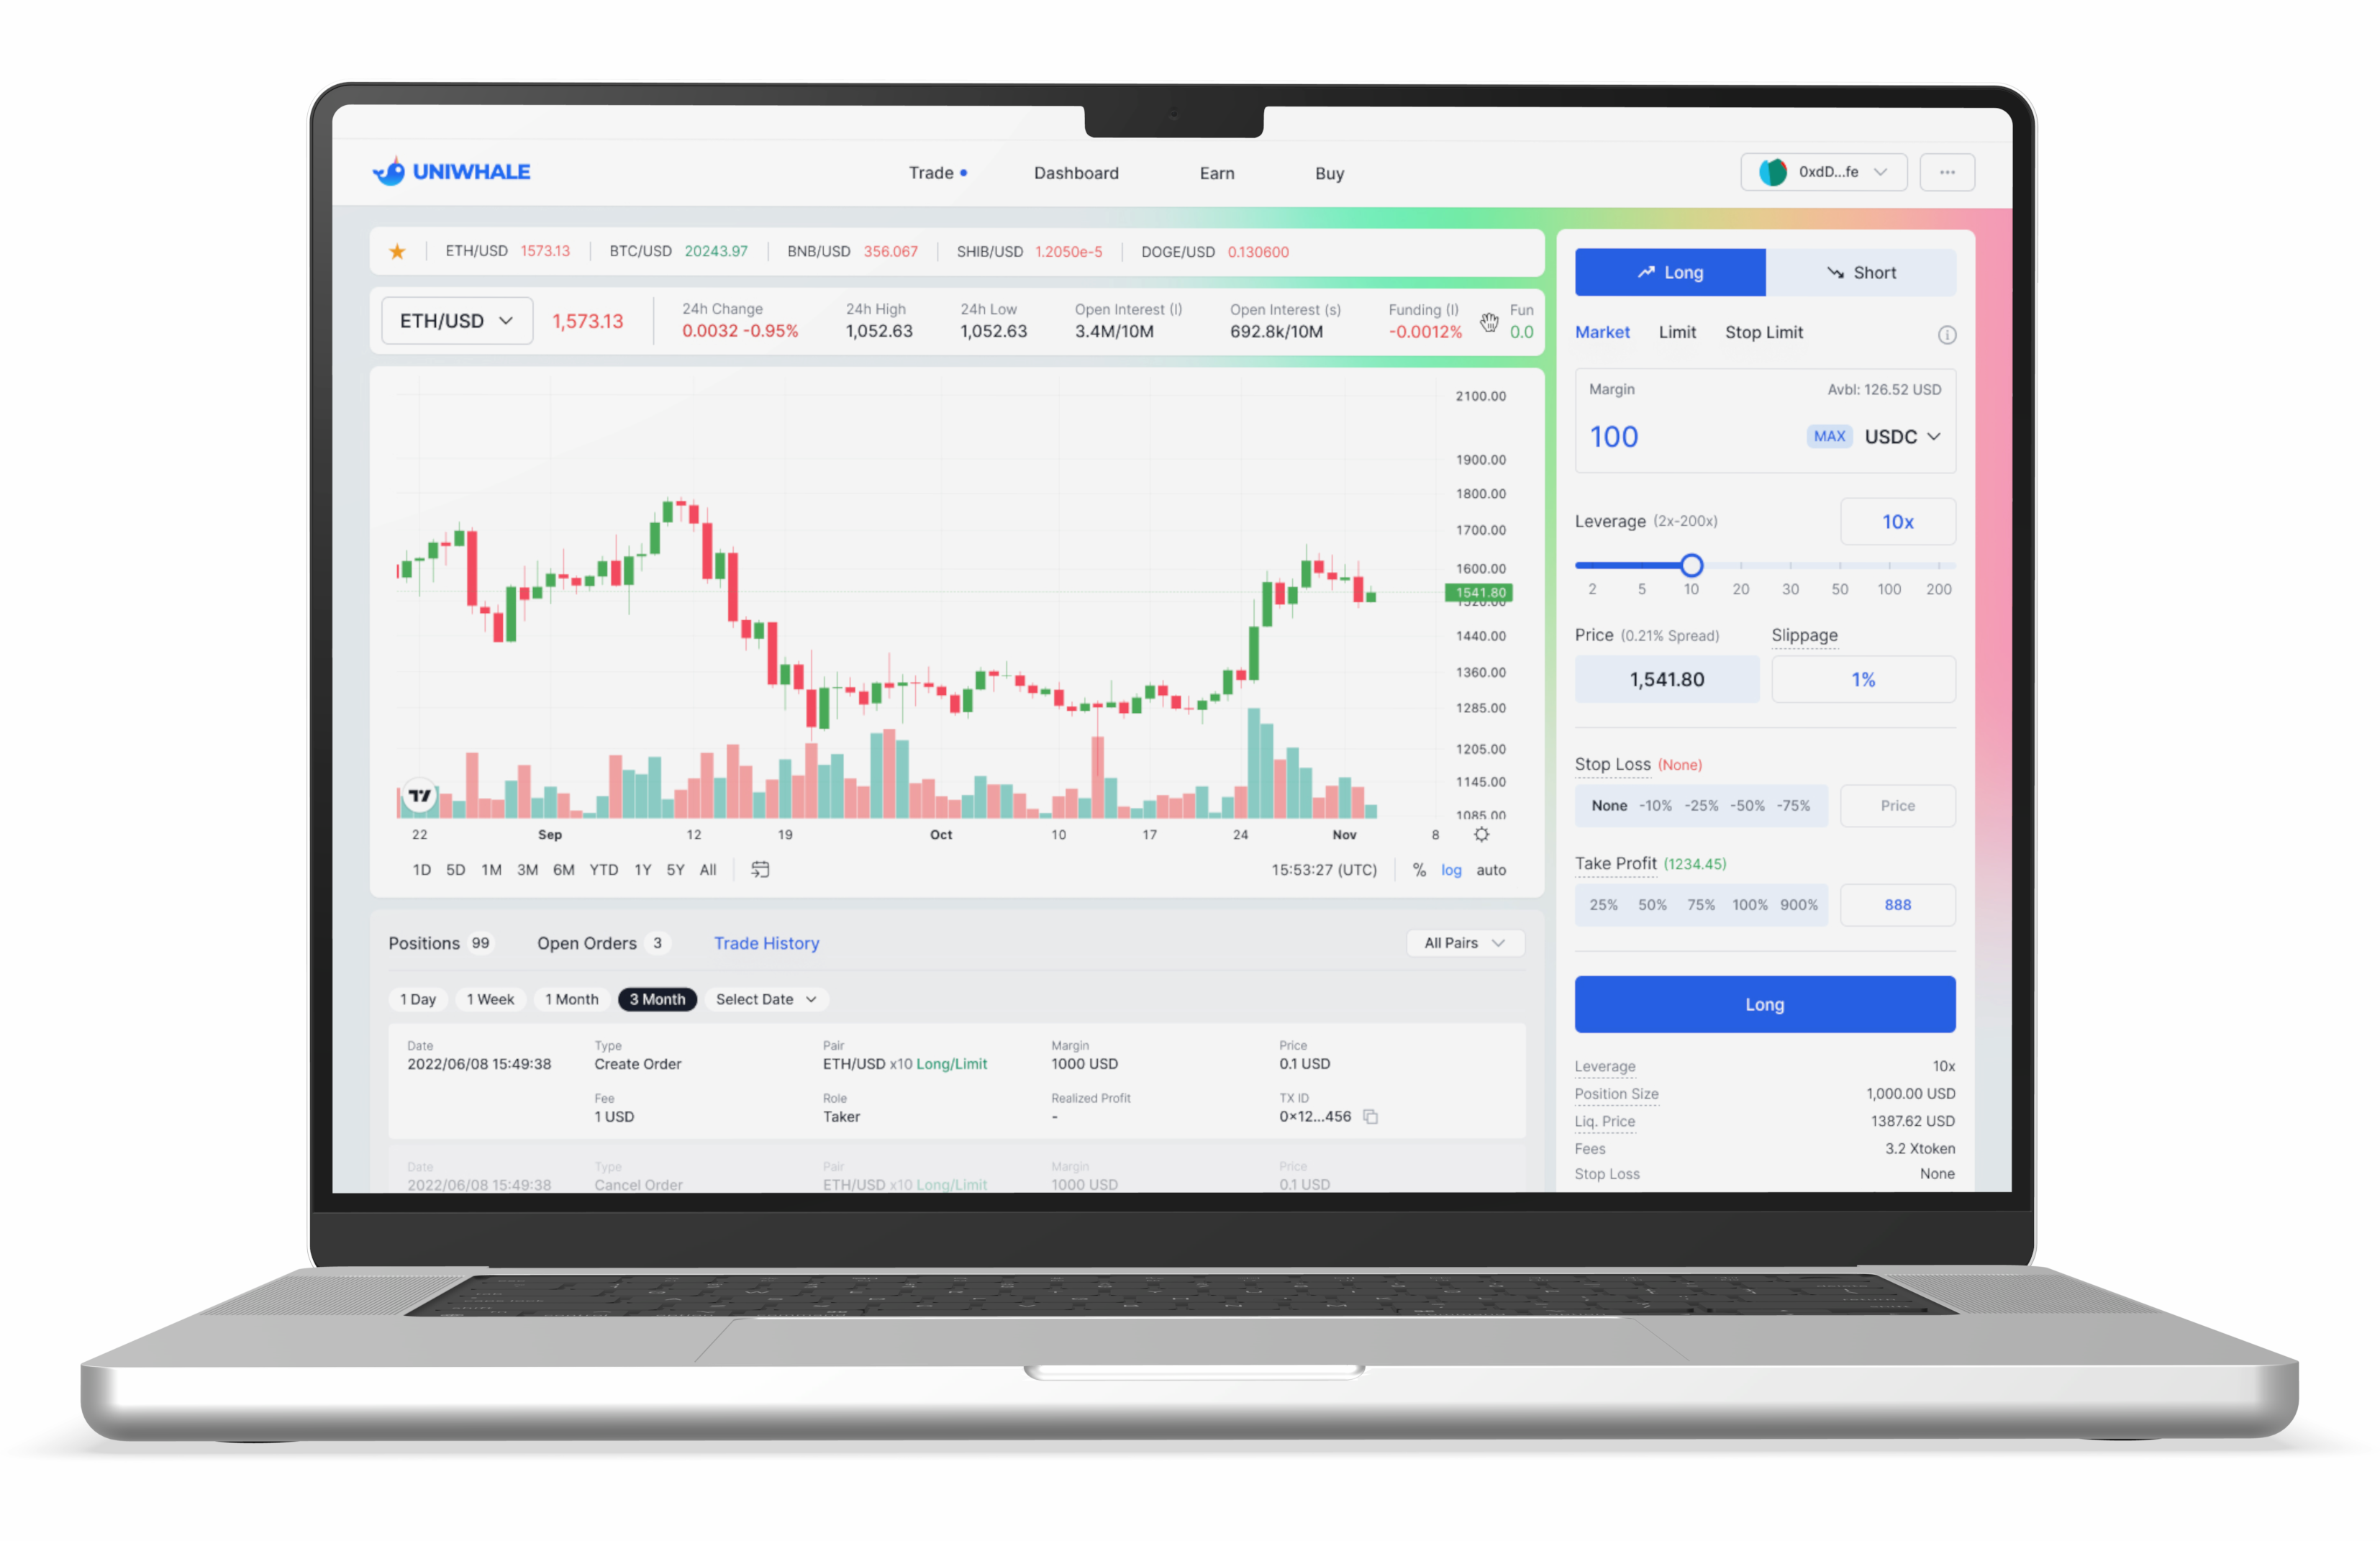 UNIWHALE
Trade Dashboard Earn Buy
0xdD...fe
ETH/USD 1573.13 BTC/USD 20243.97 BNB/USD 356.067 SHIB/USD 1.2050e-5 DOGE/USD 0.130600
ETH/USD 1,573.13
24h Change 24h High 24h Low Open Interest (l) Open Interest (s) Funding (l) Fun
0.0032 -0.95% 1,052.63 1,052.63 3.4M/10M 692.8k/10M -0.0012% 0.0
2100.00
1900.00
1800.00
1700.00
1600.00
1541.80
1520.00
1440.00
1360.00
1285.00
1205.00
1145.00
1085.00
22 Sep 12 19 Oct 10 17 24 Nov 8
1D 5D 1M 3M 6M YTD 1Y 5Y All
15:53:27 (UTC) % log auto
Positions 99 Open Orders 3 Trade History All Pairs
1 Day 1 Week 1 Month 3 Month Select Date
Date Type Pair Margin Price
2022/06/08 15:49:38 Create Order ETH/USD x10 Long/Limit 1000 USD 0.1 USD
Fee Role Realized Profit TX ID
1 USD Taker - 0×12...456
Date Type Pair Margin Price
2022/06/08 15:49:38 Cancel Order ETH/USD x10 Long/Limit 1000 USD 0.1 USD
Long Short
Market Limit Stop Limit
Margin Avbl: 126.52 USD
100 MAX USDC
Leverage (2x-200x) 10x
2 5 10 20 30 50 100 200
Price (0.21% Spread) Slippage
1,541.80 1%
Stop Loss (None)
None -10% -25% -50% -75% Price
Take Profit (1234.45)
25% 50% 75% 100% 900% 888
Long
Leverage 10x
Position Size 1,000.00 USD
Liq. Price 1387.62 USD
Fees 3.2 Xtoken
Stop Loss None